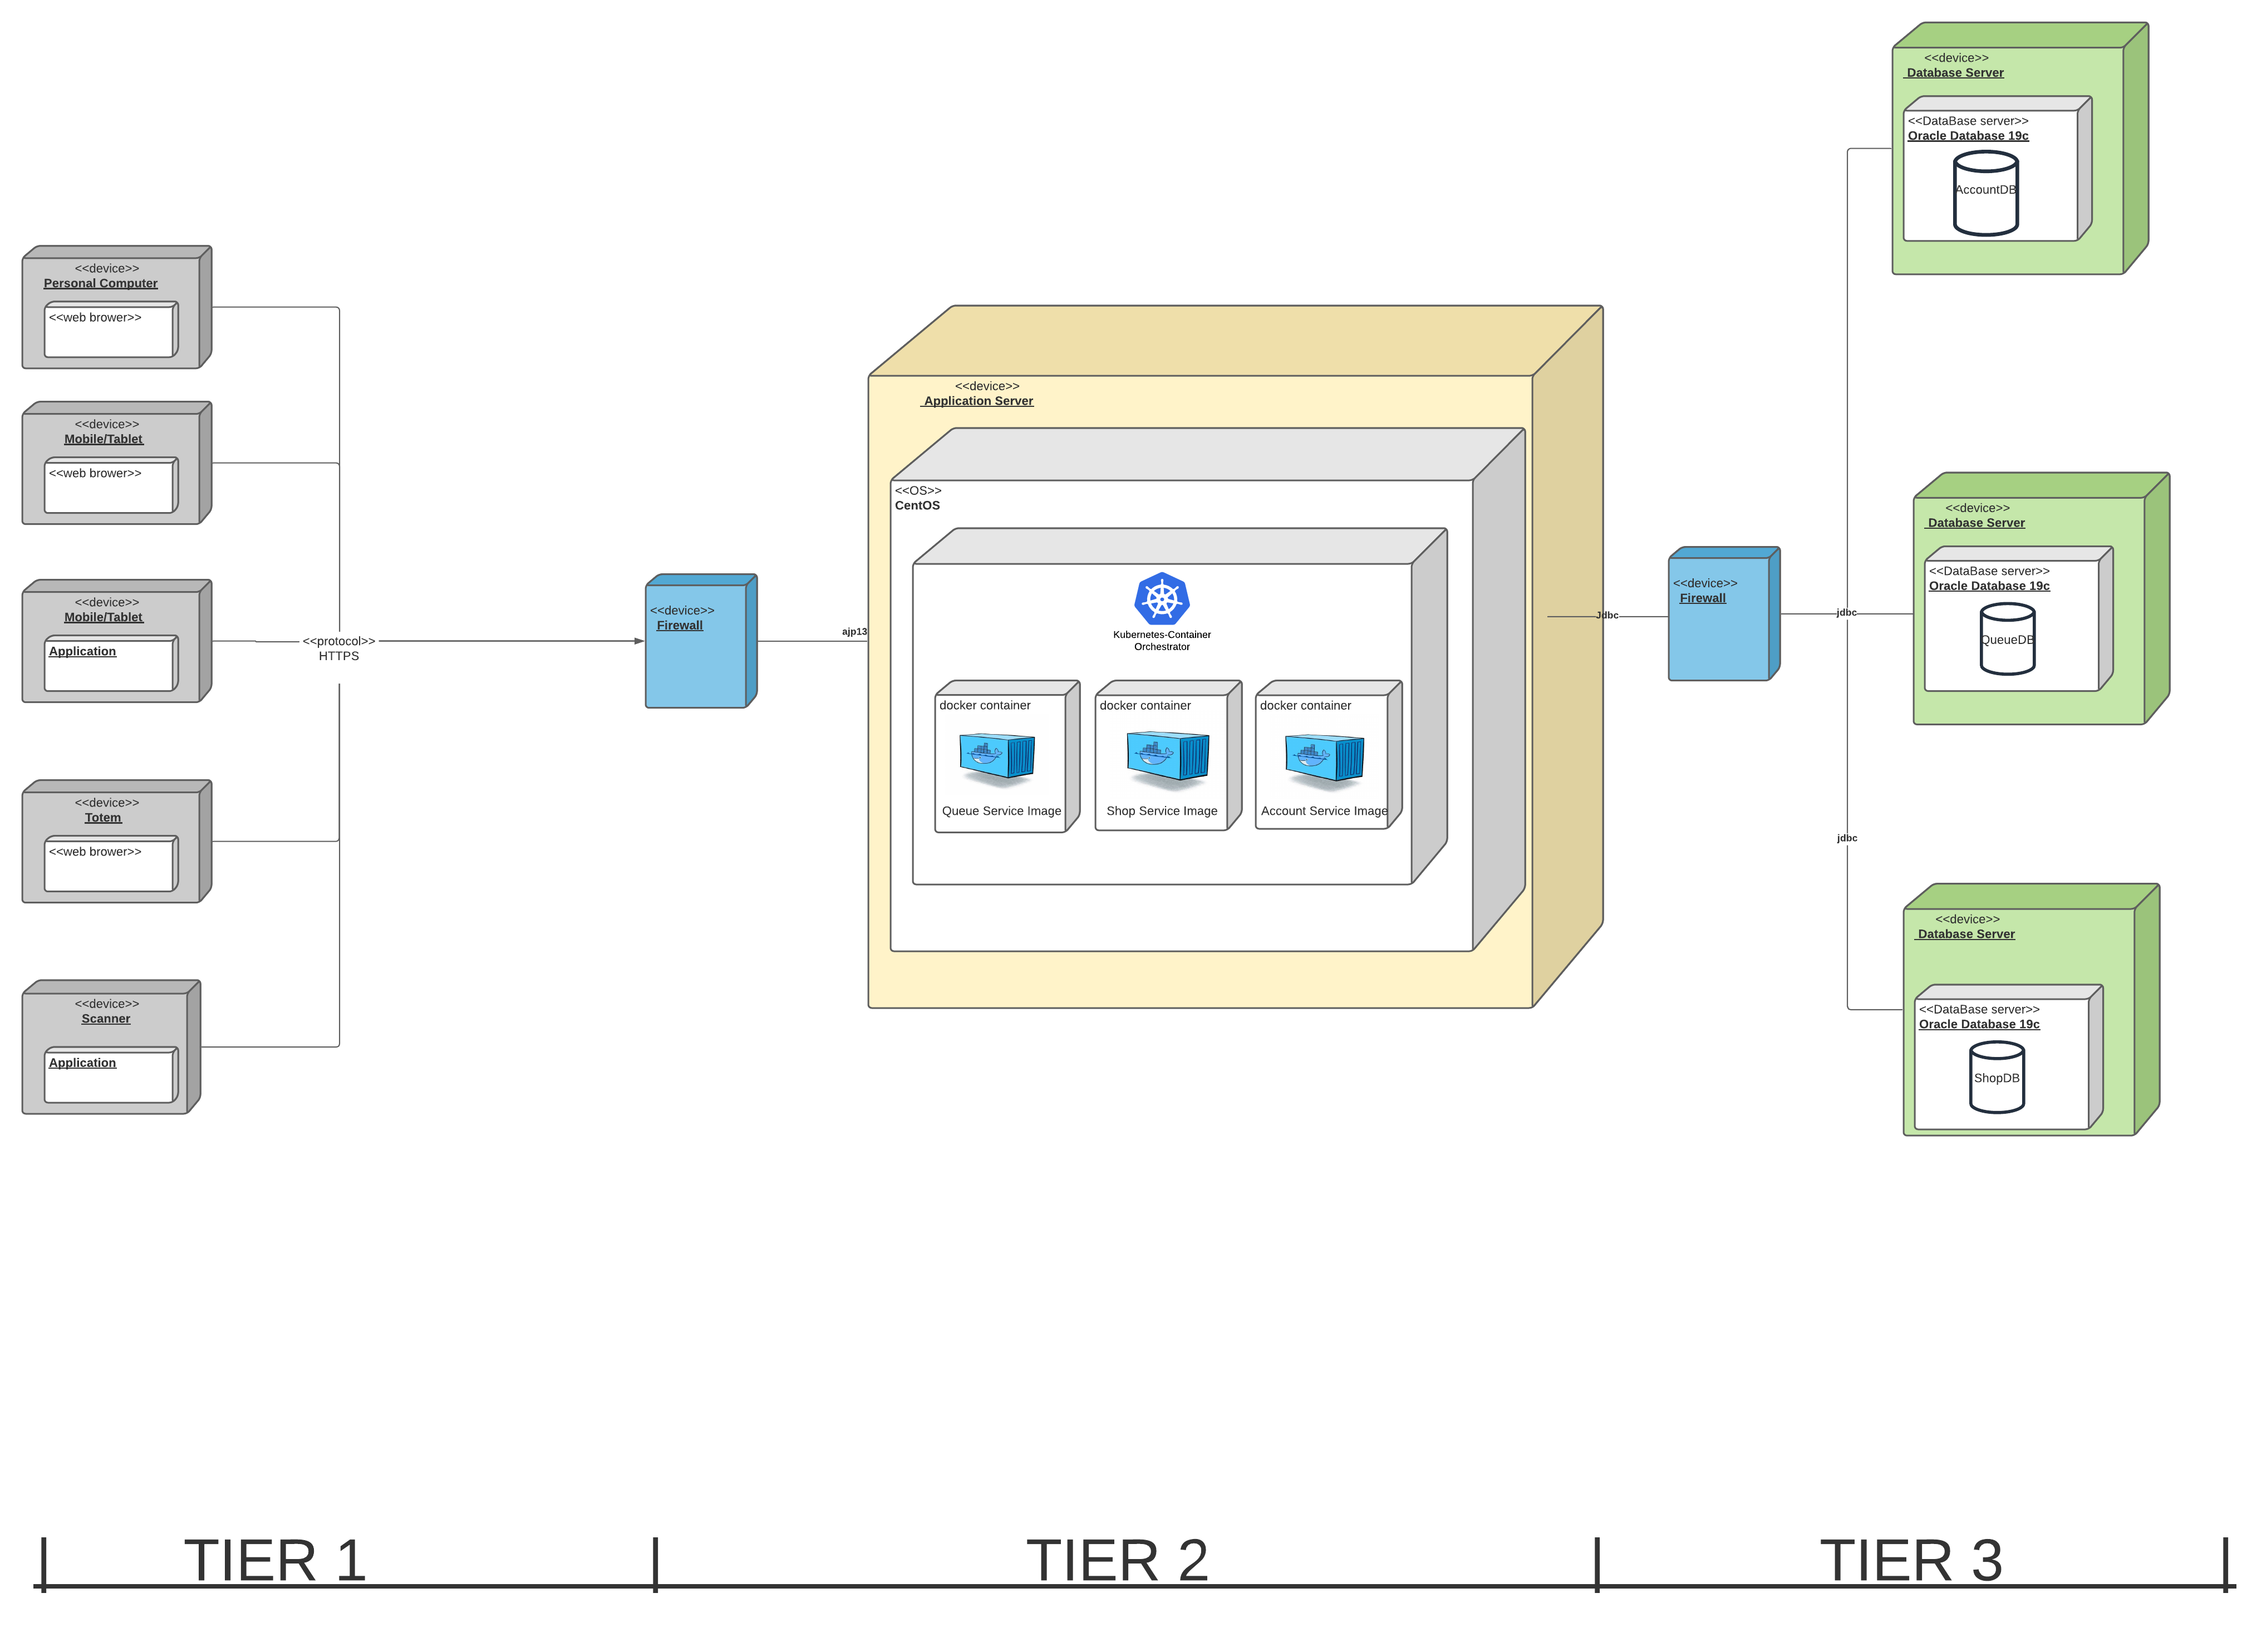 <<device>>
Personal Computer
<<web brower>>
<<device>>
Mobile/Tablet
<<web brower>>
<<device>>
Mobile/Tablet
Application
<<device>>
Totem
<<web brower>>
<<device>>
Scanner
Application
<<protocol>>
HTTPS
<<device>>
Firewall
ajp13
<<device>>
Application Server
<<OS>>
CentOS
Kubernetes-Container
Orchestrator
docker container
Queue Service Image
docker container
Shop Service Image
docker container
Account Service Image
Jdbc
<<device>>
Firewall
jdbc
jdbc
<<device>>
Database Server
<<DataBase server>>
Oracle Database 19c
AccountDB
<<device>>
Database Server
<<DataBase server>>
Oracle Database 19c
QueueDB
<<device>>
Database Server
<<DataBase server>>
Oracle Database 19c
ShopDB
TIER 1
TIER 2
TIER 3